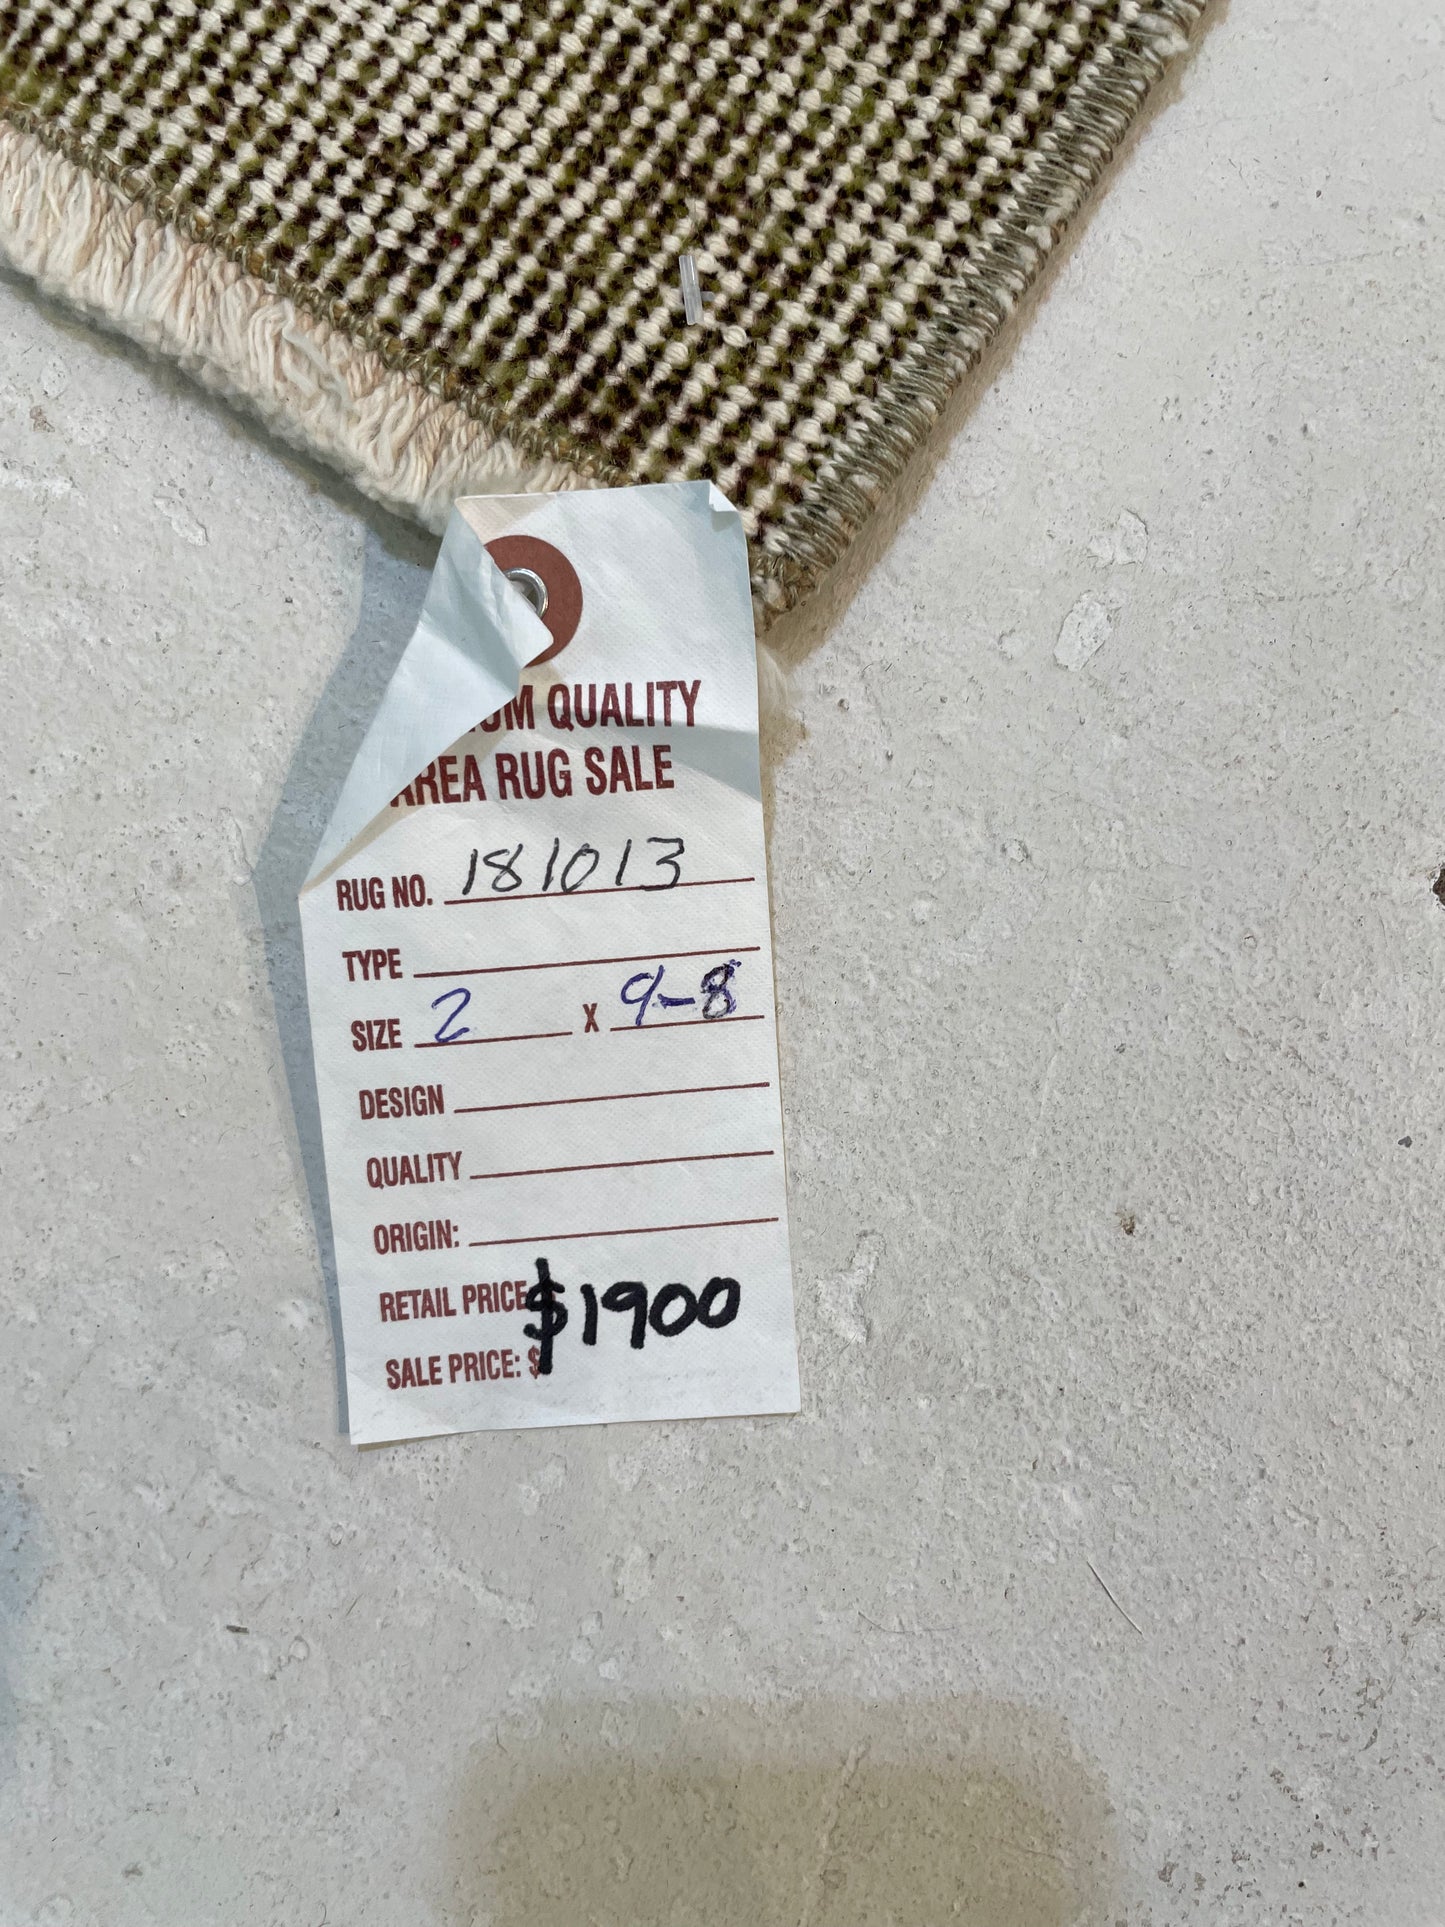 UM QUALITY
AREA RUG SALE
RUG NO. 181013
TYPE
SIZE 2 X 9-8
DESIGN
QUALITY
ORIGIN:
RETAIL PRICE $1900
SALE PRICE: $